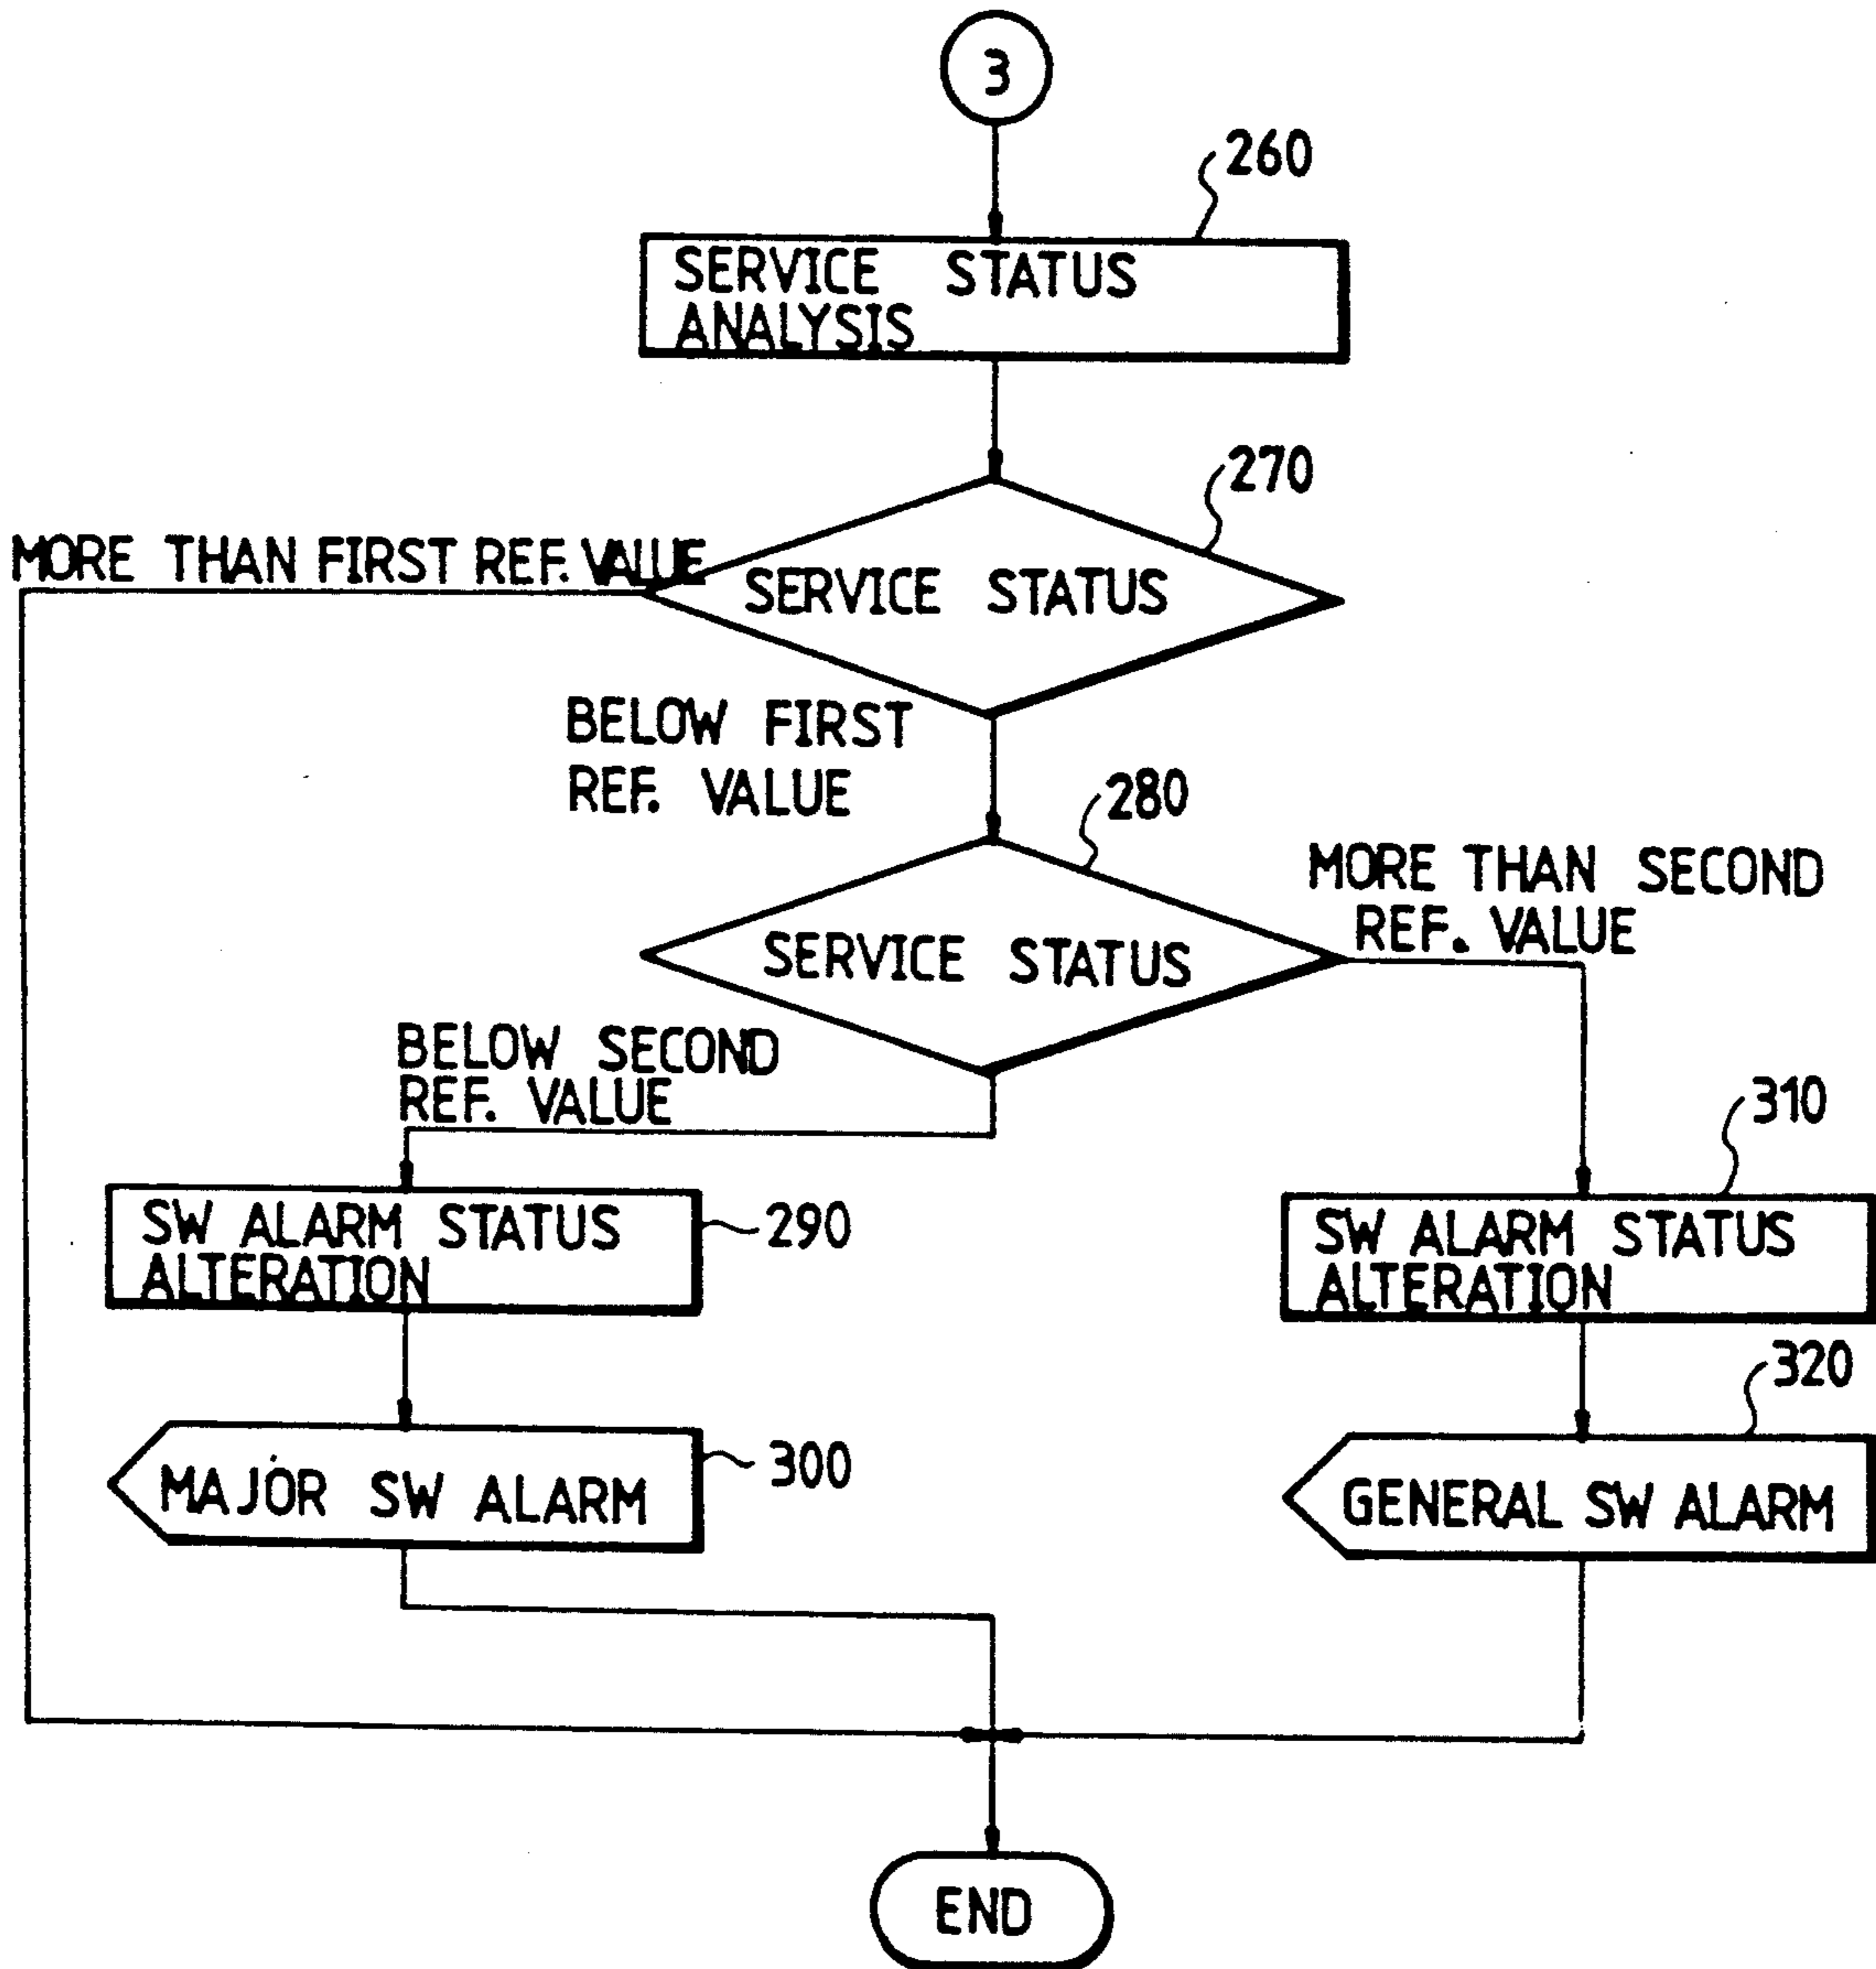 3
260
SERVICE STATUS
ANALYSIS
270
MORE THAN FIRST REF. VALUE
SERVICE STATUS
BELOW FIRST
REF. VALUE
280
MORE THAN SECOND
REF. VALUE
SERVICE STATUS
BELOW SECOND
REF. VALUE
310
SW ALARM STATUS
ALTERATION
290
SW ALARM STATUS
ALTERATION
320
MAJOR SW ALARM
300
GENERAL SW ALARM
END